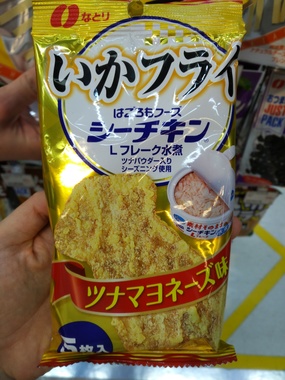 なとり
いかフライ
はごろもフーズ
シーチキン
Lフレーク水煮
ツナパウダー入り
シーズニング使用
ツナマヨネーズ味
5枚入